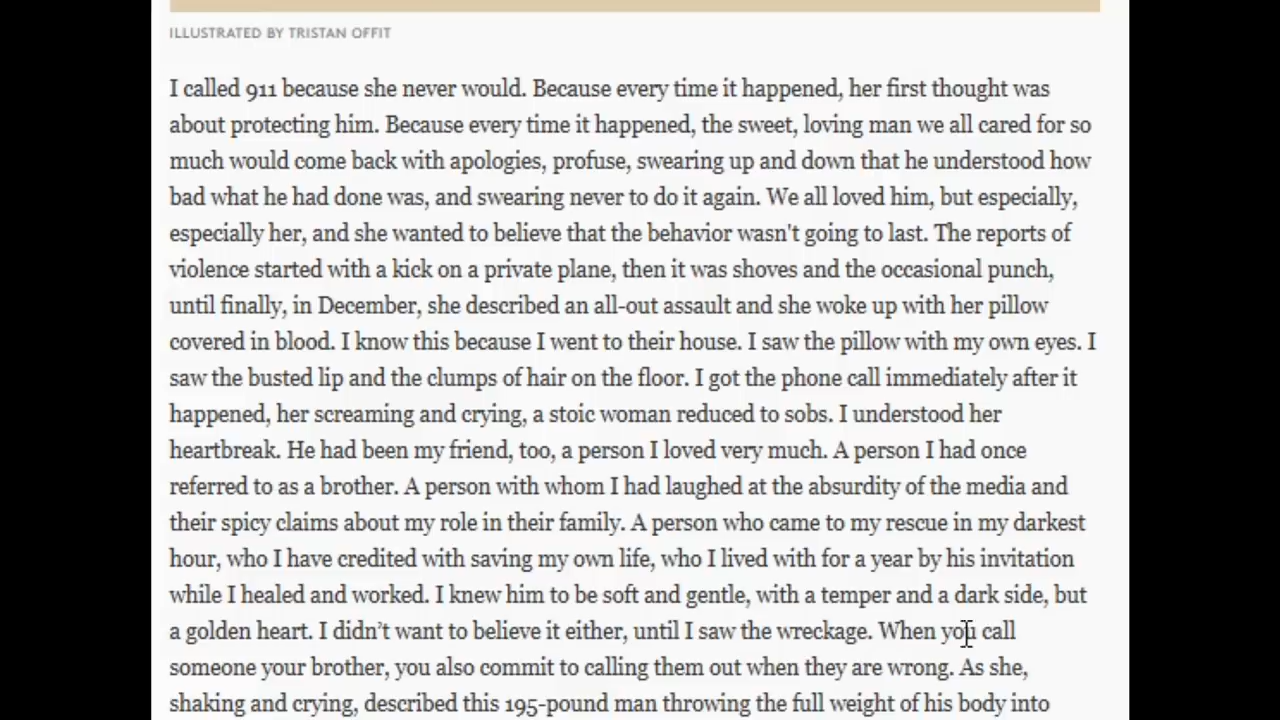 ILLUSTRATED BY TRISTAN OFFIT
I called 911 because she never would. Because every time it happened, her first thought was
about protecting him. Because every time it happened, the sweet, loving man we all cared for so
much would come back with apologies, profuse, swearing up and down that he understood how
bad what he had done was, and swearing never to do it again. We all loved him, but especially,
especially her, and she wanted to believe that the behavior wasn't going to last. The reports of
violence started with a kick on a private plane, then it was shoves and the occasional punch,
until finally, in December, she described an all-out assault and she woke up with her pillow
covered in blood. I know this because I went to their house. I saw the pillow with my own eyes. I
saw the busted lip and the clumps of hair on the floor. I got the phone call immediately after it
happened, her screaming and crying, a stoic woman reduced to sobs. I understood her
heartbreak. He had been my friend, too, a person I loved very much. A person I had once
referred to as a brother. A person with whom I had laughed at the absurdity of the media and
their spicy claims about my role in their family. A person who came to my rescue in my darkest
hour, who I have credited with saving my own life, who I lived with for a year by his invitation
while I healed and worked. I knew him to be soft and gentle, with a temper and a dark side, but
a golden heart. I didn’t want to believe it either, until I saw the wreckage. When you call
someone your brother, you also commit to calling them out when they are wrong. As she,
shaking and crying, described this 195-pound man throwing the full weight of his body into